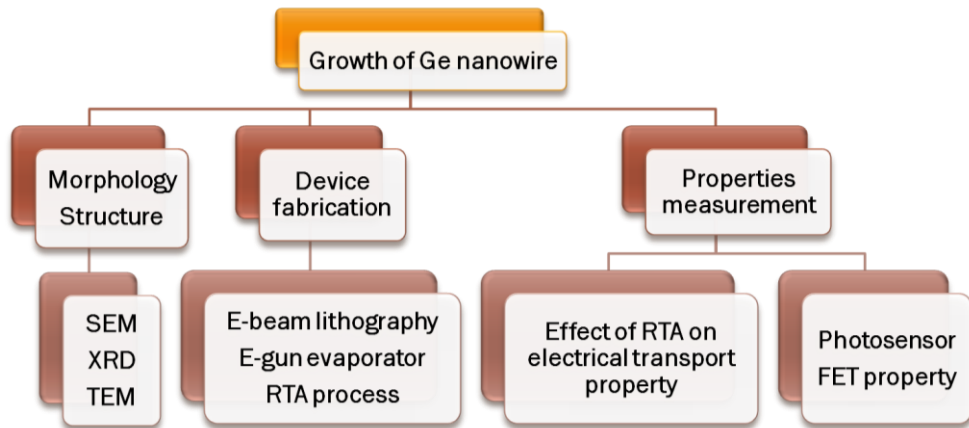 Growth of Ge nanowire
Morphology
Structure
Device
fabrication
Properties
measurement
SEM
XRD
TEM
E-beam lithography
E-gun evaporator
RTA process
Effect of RTA on
electrical transport
property
Photosensor
FET property